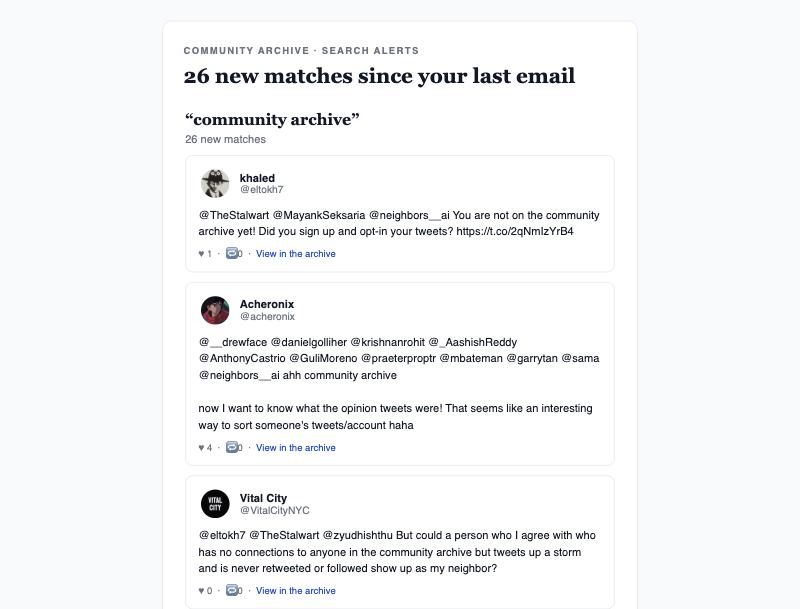 COMMUNITY ARCHIVE · SEARCH ALERTS
26 new matches since your last email
“community archive”
26 new matches
khaled
@eltokh7
@TheStalwart @MayankSeksaria @neighbors__ai You are not on the community
archive yet! Did you sign up and opt-in your tweets? https://t.co/2qNmIzYrB4
♥ 1 · 🔁0 · View in the archive
Acheronix
@acheronix
@__drewface @danielgolliher @krishnanrohit @_AashishReddy
@AnthonyCastrio @GuliMoreno @praeterproptr @mbateman @garrytan @sama
@neighbors__ai ahh community archive
now I want to know what the opinion tweets were! That seems like an interesting
way to sort someone's tweets/account haha
♥ 4 · 🔁0 · View in the archive
VITAL
CITY
Vital City
@VitalCityNYC
@eltokh7 @TheStalwart @zyudhishthu But could a person who I agree with who
has no connections to anyone in the community archive but tweets up a storm
and is never retweeted or followed show up as my neighbor?
♥ 0 · 🔁0 · View in the archive